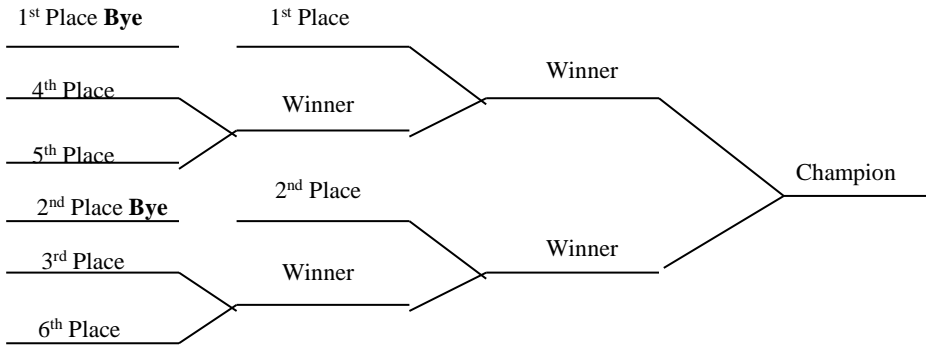 1st Place Bye
1st Place
Winner
4th Place
Winner
5th Place
Champion
2nd Place Bye
2nd Place
3rd Place
Winner
Winner
6th Place